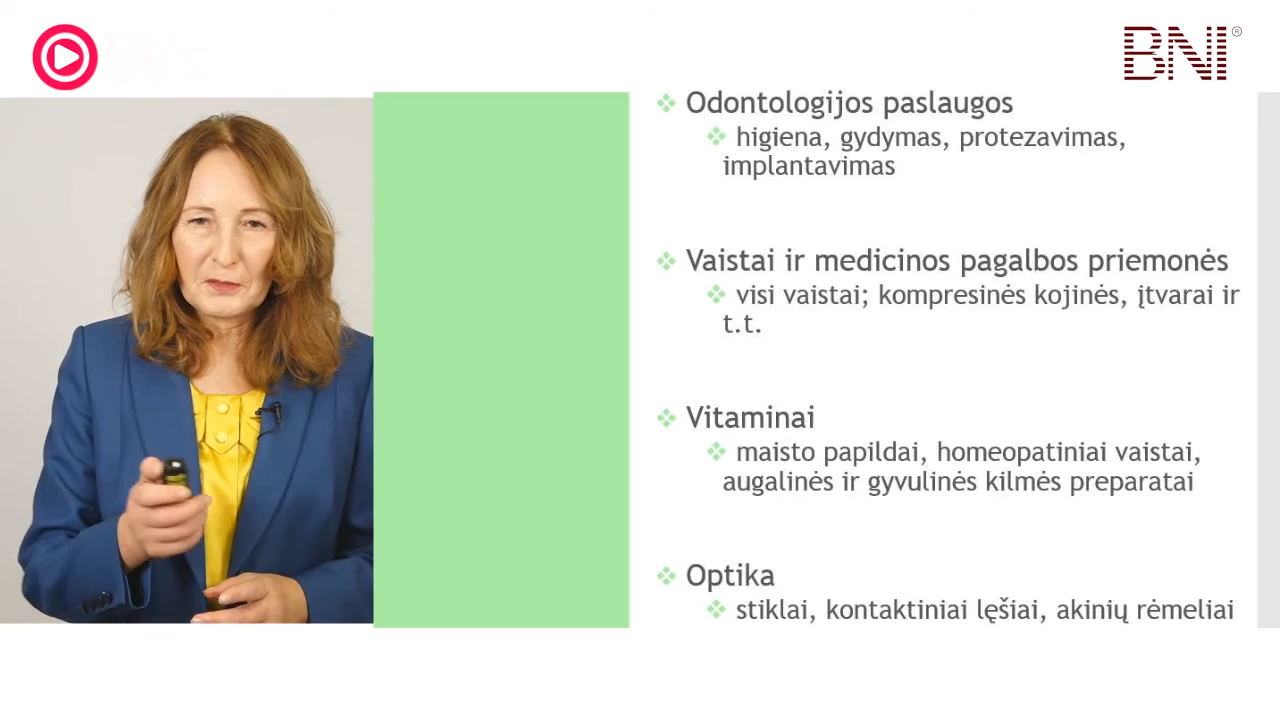 BNI®
Odontologijos paslaugos
higiena, gydymas, protezavimas,
implantavimas
Vaistai ir medicinos pagalbos priemonės
visi vaistai; kompresinės kojinės, įtvarai ir
t.t.
Vitaminai
maisto papildai, homeopatiniai vaistai,
augalinės ir gyvulinės kilmės preparatai
Optika
stiklai, kontaktiniai lęšiai, akinių rėmeliai